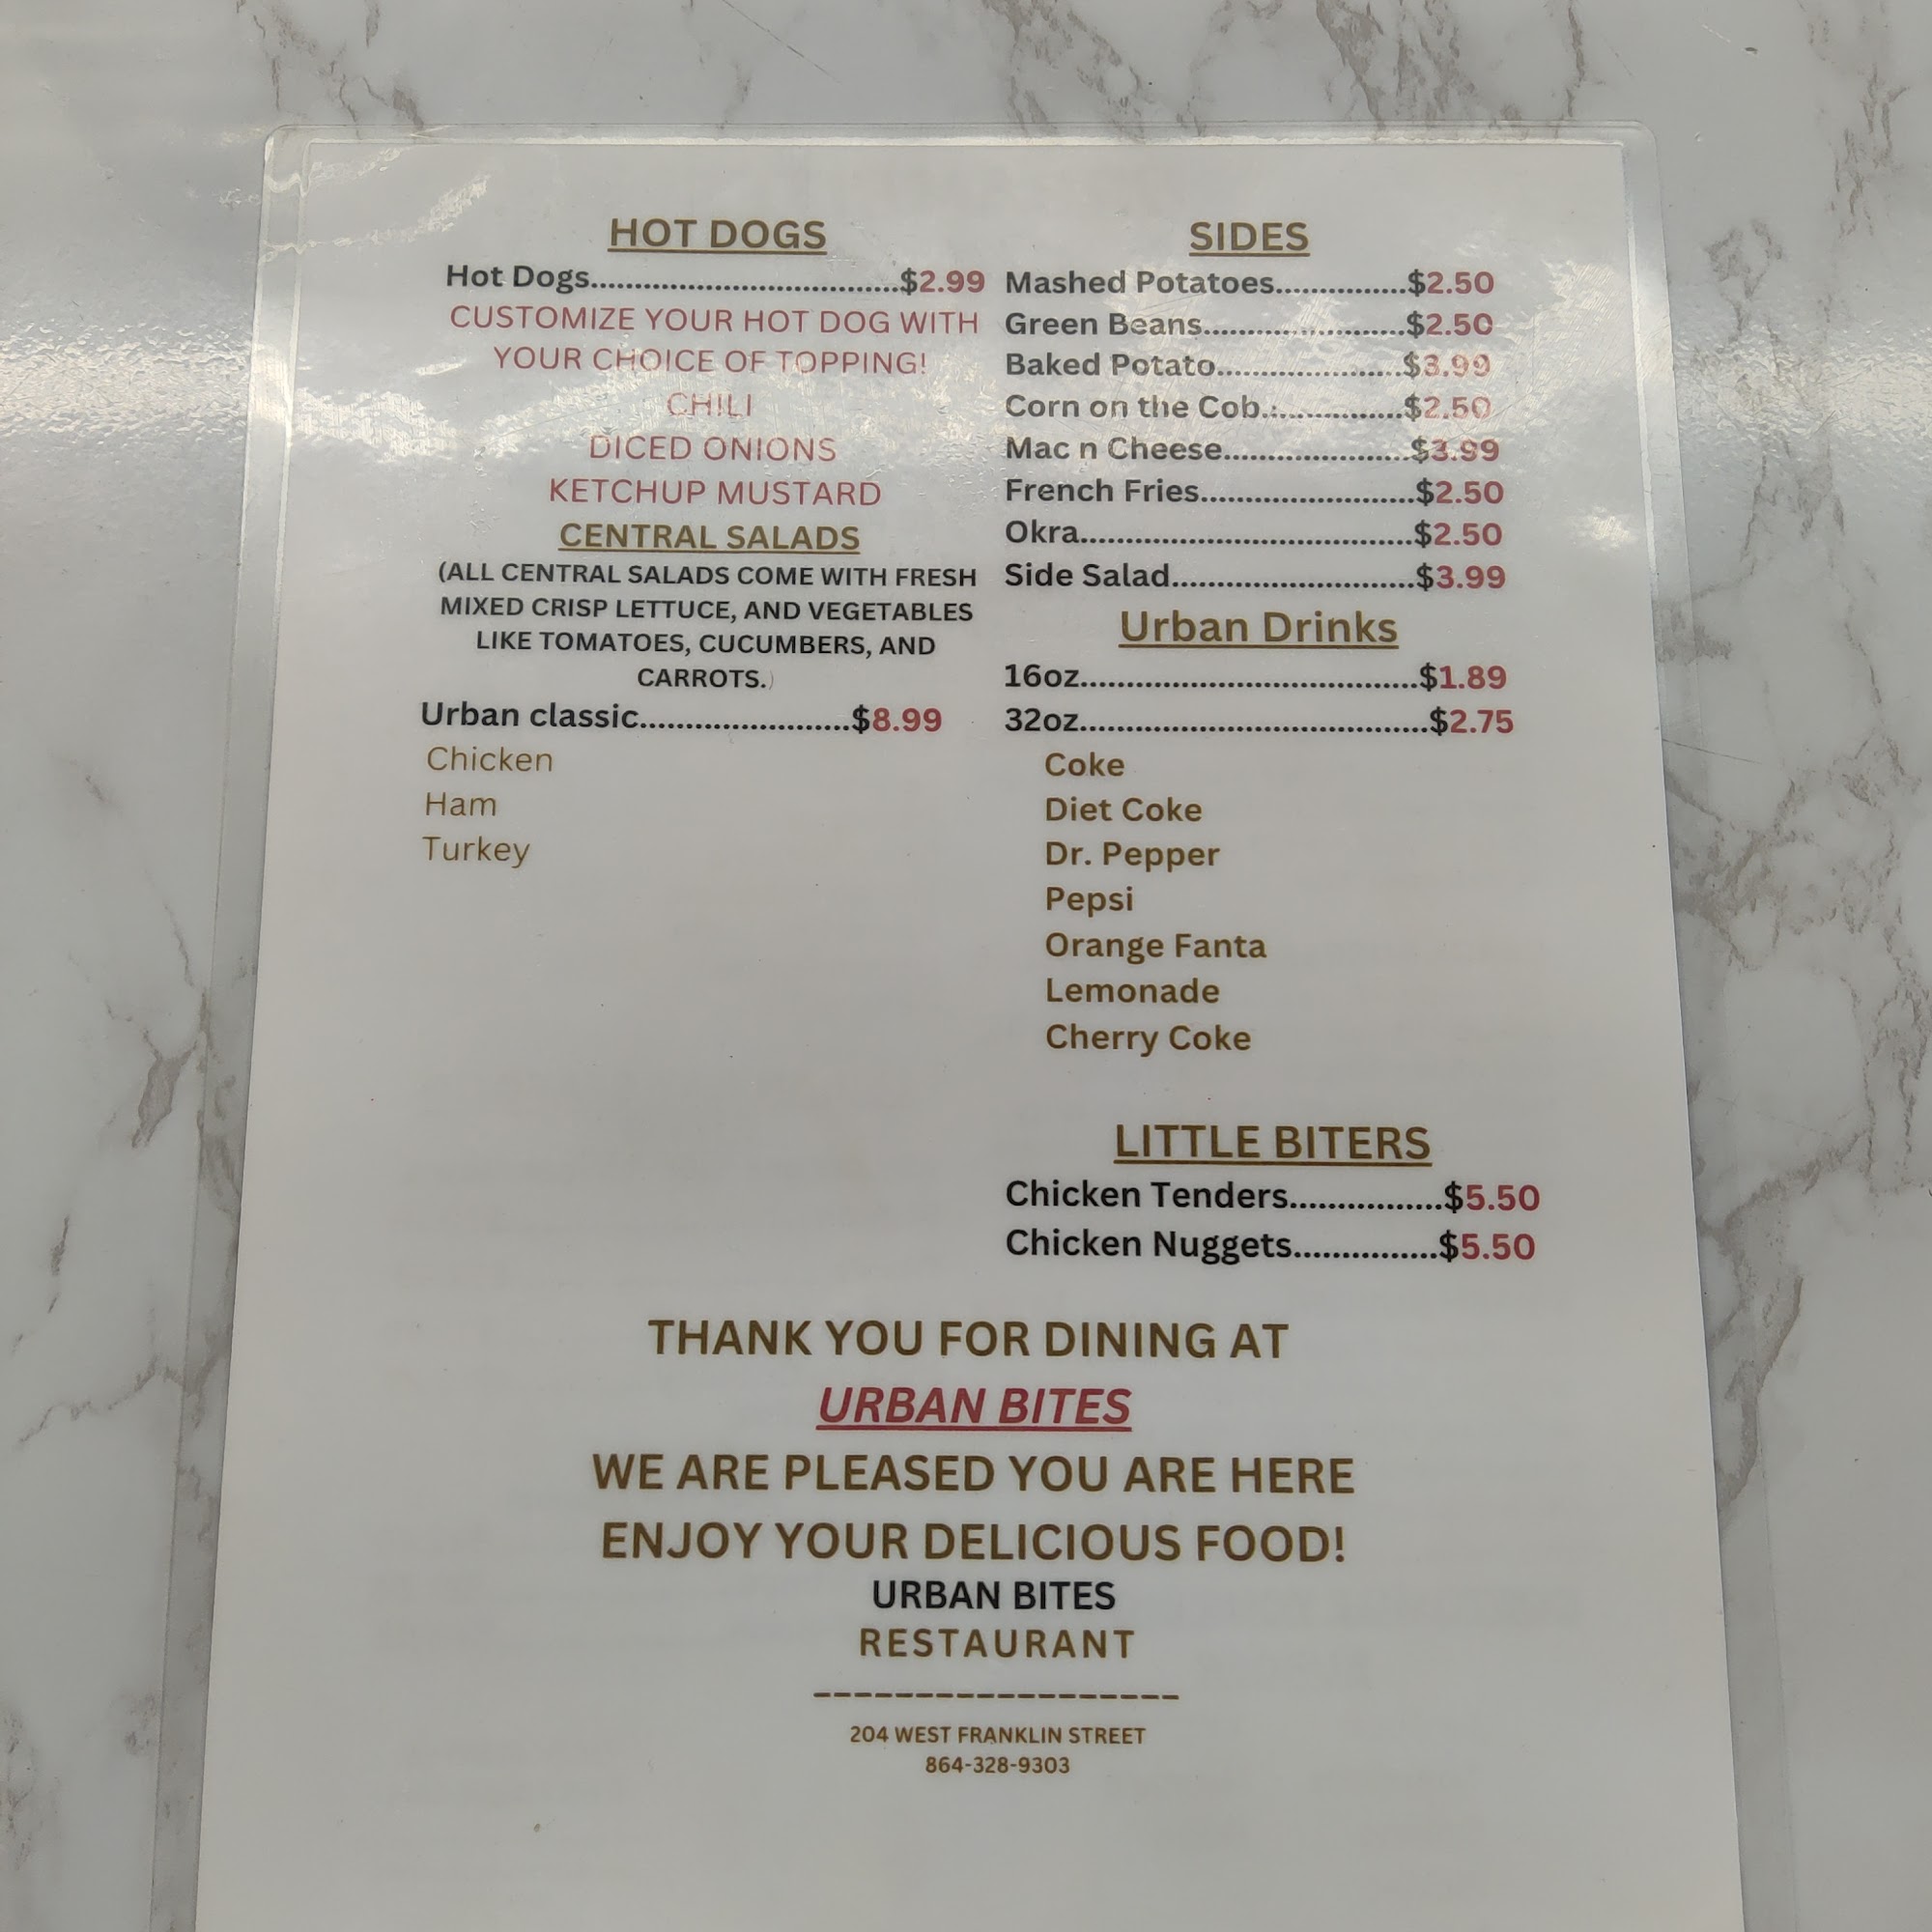 HOT DOGS
Hot Dogs...................................$2.99
CUSTOMIZE YOUR HOT DOG WITH
YOUR CHOICE OF TOPPING!
CHILI
DICED ONIONS
KETCHUP MUSTARD
CENTRAL SALADS
(ALL CENTRAL SALADS COME WITH FRESH
MIXED CRISP LETTUCE, AND VEGETABLES
LIKE TOMATOES, CUCUMBERS, AND
CARROTS.)
Urban classic.......................$8.99
Chicken
Ham
Turkey
SIDES
Mashed Potatoes..............$2.50
Green Beans......................$2.50
Baked Potato....................$3.99
Corn on the Cob...............$2.50
Mac n Cheese....................$3.99
French Fries.......................$2.50
Okra....................................$2.50
Side Salad..........................$3.99
Urban Drinks
16oz....................................$1.89
32oz.....................................$2.75
Coke
Diet Coke
Dr. Pepper
Pepsi
Orange Fanta
Lemonade
Cherry Coke
LITTLE BITERS
Chicken Tenders................$5.50
Chicken Nuggets...............$5.50
THANK YOU FOR DINING AT
URBAN BITES
WE ARE PLEASED YOU ARE HERE
ENJOY YOUR DELICIOUS FOOD!
URBAN BITES
RESTAURANT
------------------
204 WEST FRANKLIN STREET
864-328-9303